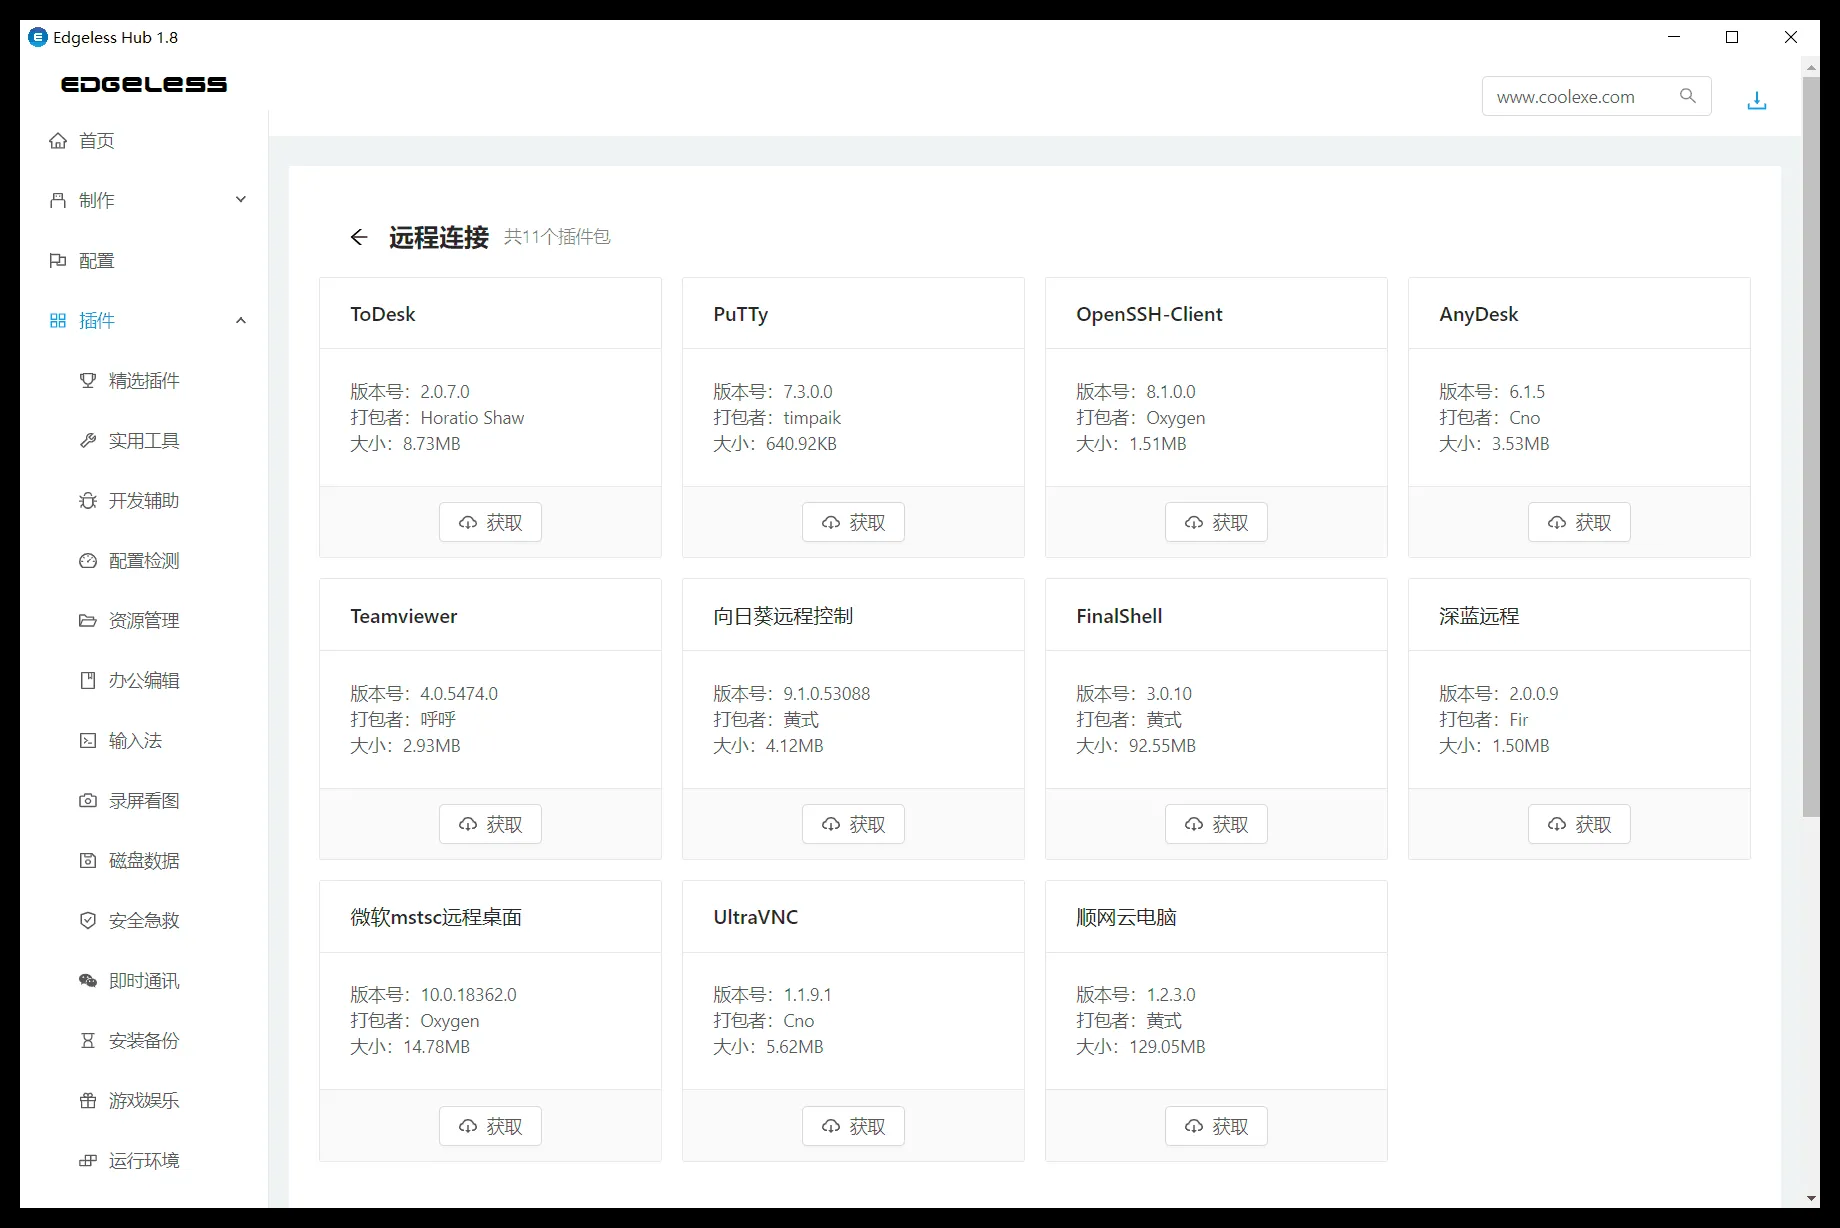 Edgeless Hub 1.8
EDGELESS
www.coolexe.com
首页
制作
配置
插件
精选插件
实用工具
开发辅助
配置检测
资源管理
办公编辑
输入法
录屏看图
磁盘数据
安全急救
即时通讯
安装备份
游戏娱乐
运行环境
远程连接 共11个插件包
ToDesk
版本号：2.0.7.0
打包者：Horatio Shaw
大小：8.73MB
获取
PuTTy
版本号：7.3.0.0
打包者：timpaik
大小：640.92KB
获取
OpenSSH-Client
版本号：8.1.0.0
打包者：Oxygen
大小：1.51MB
获取
AnyDesk
版本号：6.1.5
打包者：Cno
大小：3.53MB
获取
Teamviewer
版本号：4.0.5474.0
打包者：呼呼
大小：2.93MB
获取
向日葵远程控制
版本号：9.1.0.53088
打包者：黄式
大小：4.12MB
获取
FinalShell
版本号：3.0.10
打包者：黄式
大小：92.55MB
获取
深蓝远程
版本号：2.0.0.9
打包者：Fir
大小：1.50MB
获取
微软mstsc远程桌面
版本号：10.0.18362.0
打包者：Oxygen
大小：14.78MB
获取
UltraVNC
版本号：1.1.9.1
打包者：Cno
大小：5.62MB
获取
顺网云电脑
版本号：1.2.3.0
打包者：黄式
大小：129.05MB
获取